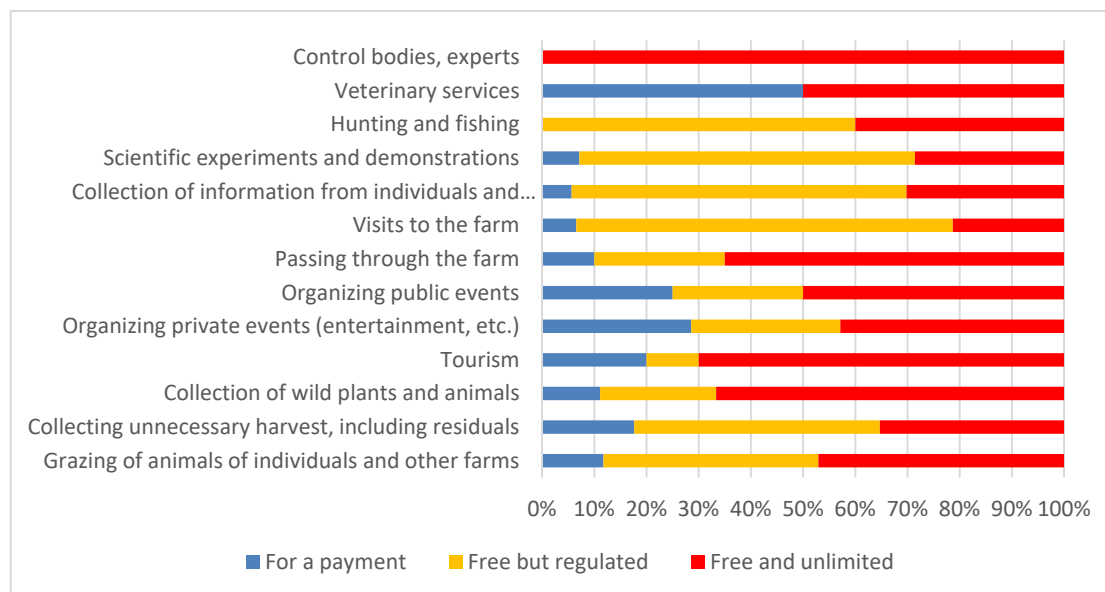 Control bodies, experts
Veterinary services
Hunting and fishing
Scientific experiments and demonstrations
Collection of information from individuals and...
Visits to the farm
Passing through the farm
Organizing public events
Organizing private events (entertainment, etc.)
Tourism
Collection of wild plants and animals
Collecting unnecessary harvest, including residuals
Grazing of animals of individuals and other farms
0% 10% 20% 30% 40% 50% 60% 70% 80% 90% 100%
For a payment Free but regulated Free and unlimited